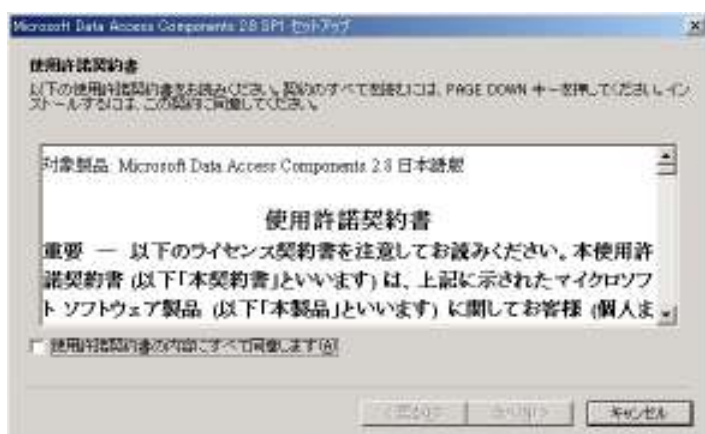 Microsoft Data Access Components 2.8 SP1 セットアップ
使用許諾契約書
以下の使用許諾契約書をお読みください。契約のすべてを読むには、PAGE DOWN キーを押してください。イン
ストールするには、この契約に同意してください。
対象製品 Microsoft Data Access Components 2.8 日本語版
使用許諾契約書
重要 — 以下のライセンス契約書を注意してお読みください。本使用許
諾契約書 (以下「本契約書」といいます) は、上記に示されたマイクロソフ
ト ソフトウェア製品 (以下「本製品」といいます) に関してお客様 (個人ま
使用許諾契約書の内容にすべて同意します(A)
キャンセル